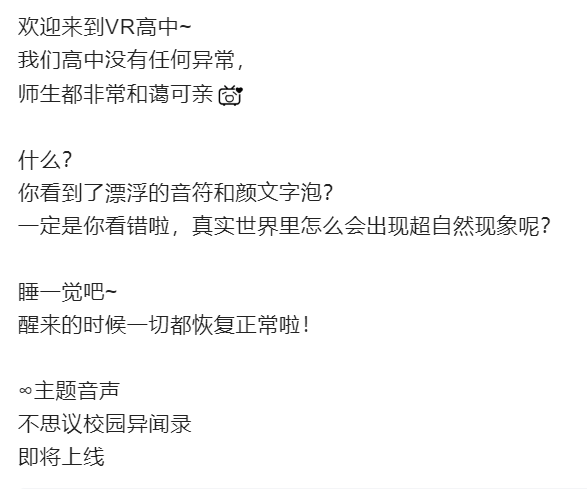 欢迎来到VR高中~
我们高中没有任何异常，
师生都非常和蔼可亲
什么？
你看到了漂浮的音符和颜文字泡？
一定是你看错啦，真实世界里怎么会出现超自然现象呢？
睡一觉吧~
醒来的时候一切都恢复正常啦！
∞主题音声
不思议校园异闻录
即将上线